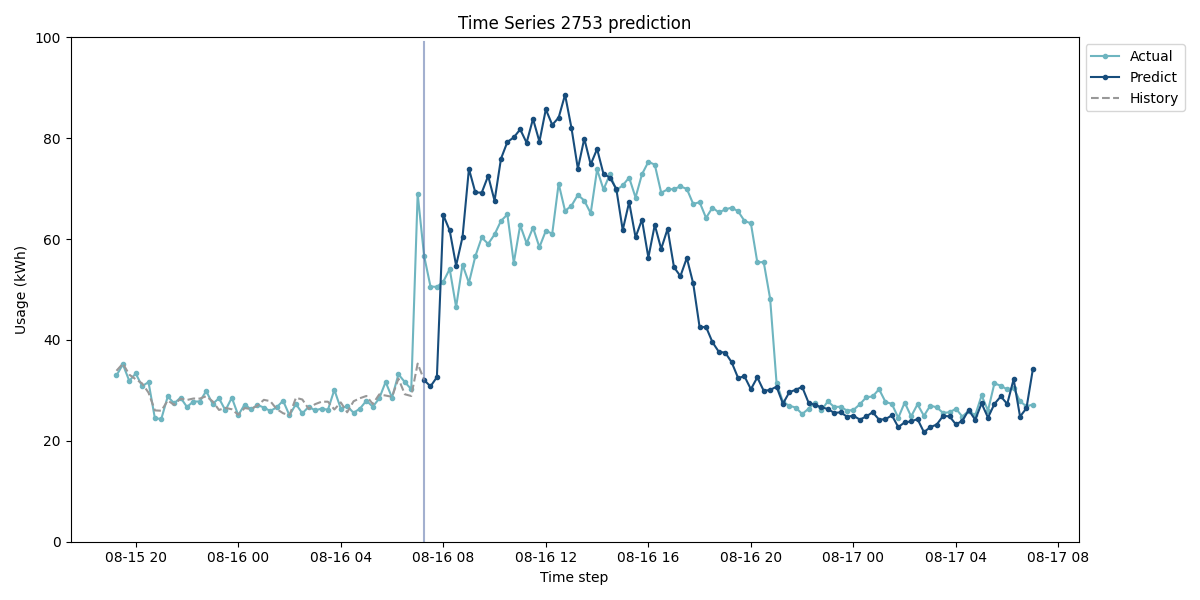 Time Series 2753 prediction
100
80
60
40
20
0
Usage (kWh)
08-15 20
08-16 00
08-16 04
08-16 08
08-16 12
08-16 16
08-16 20
08-17 00
08-17 04
08-17 08
Time step
Actual
Predict
History